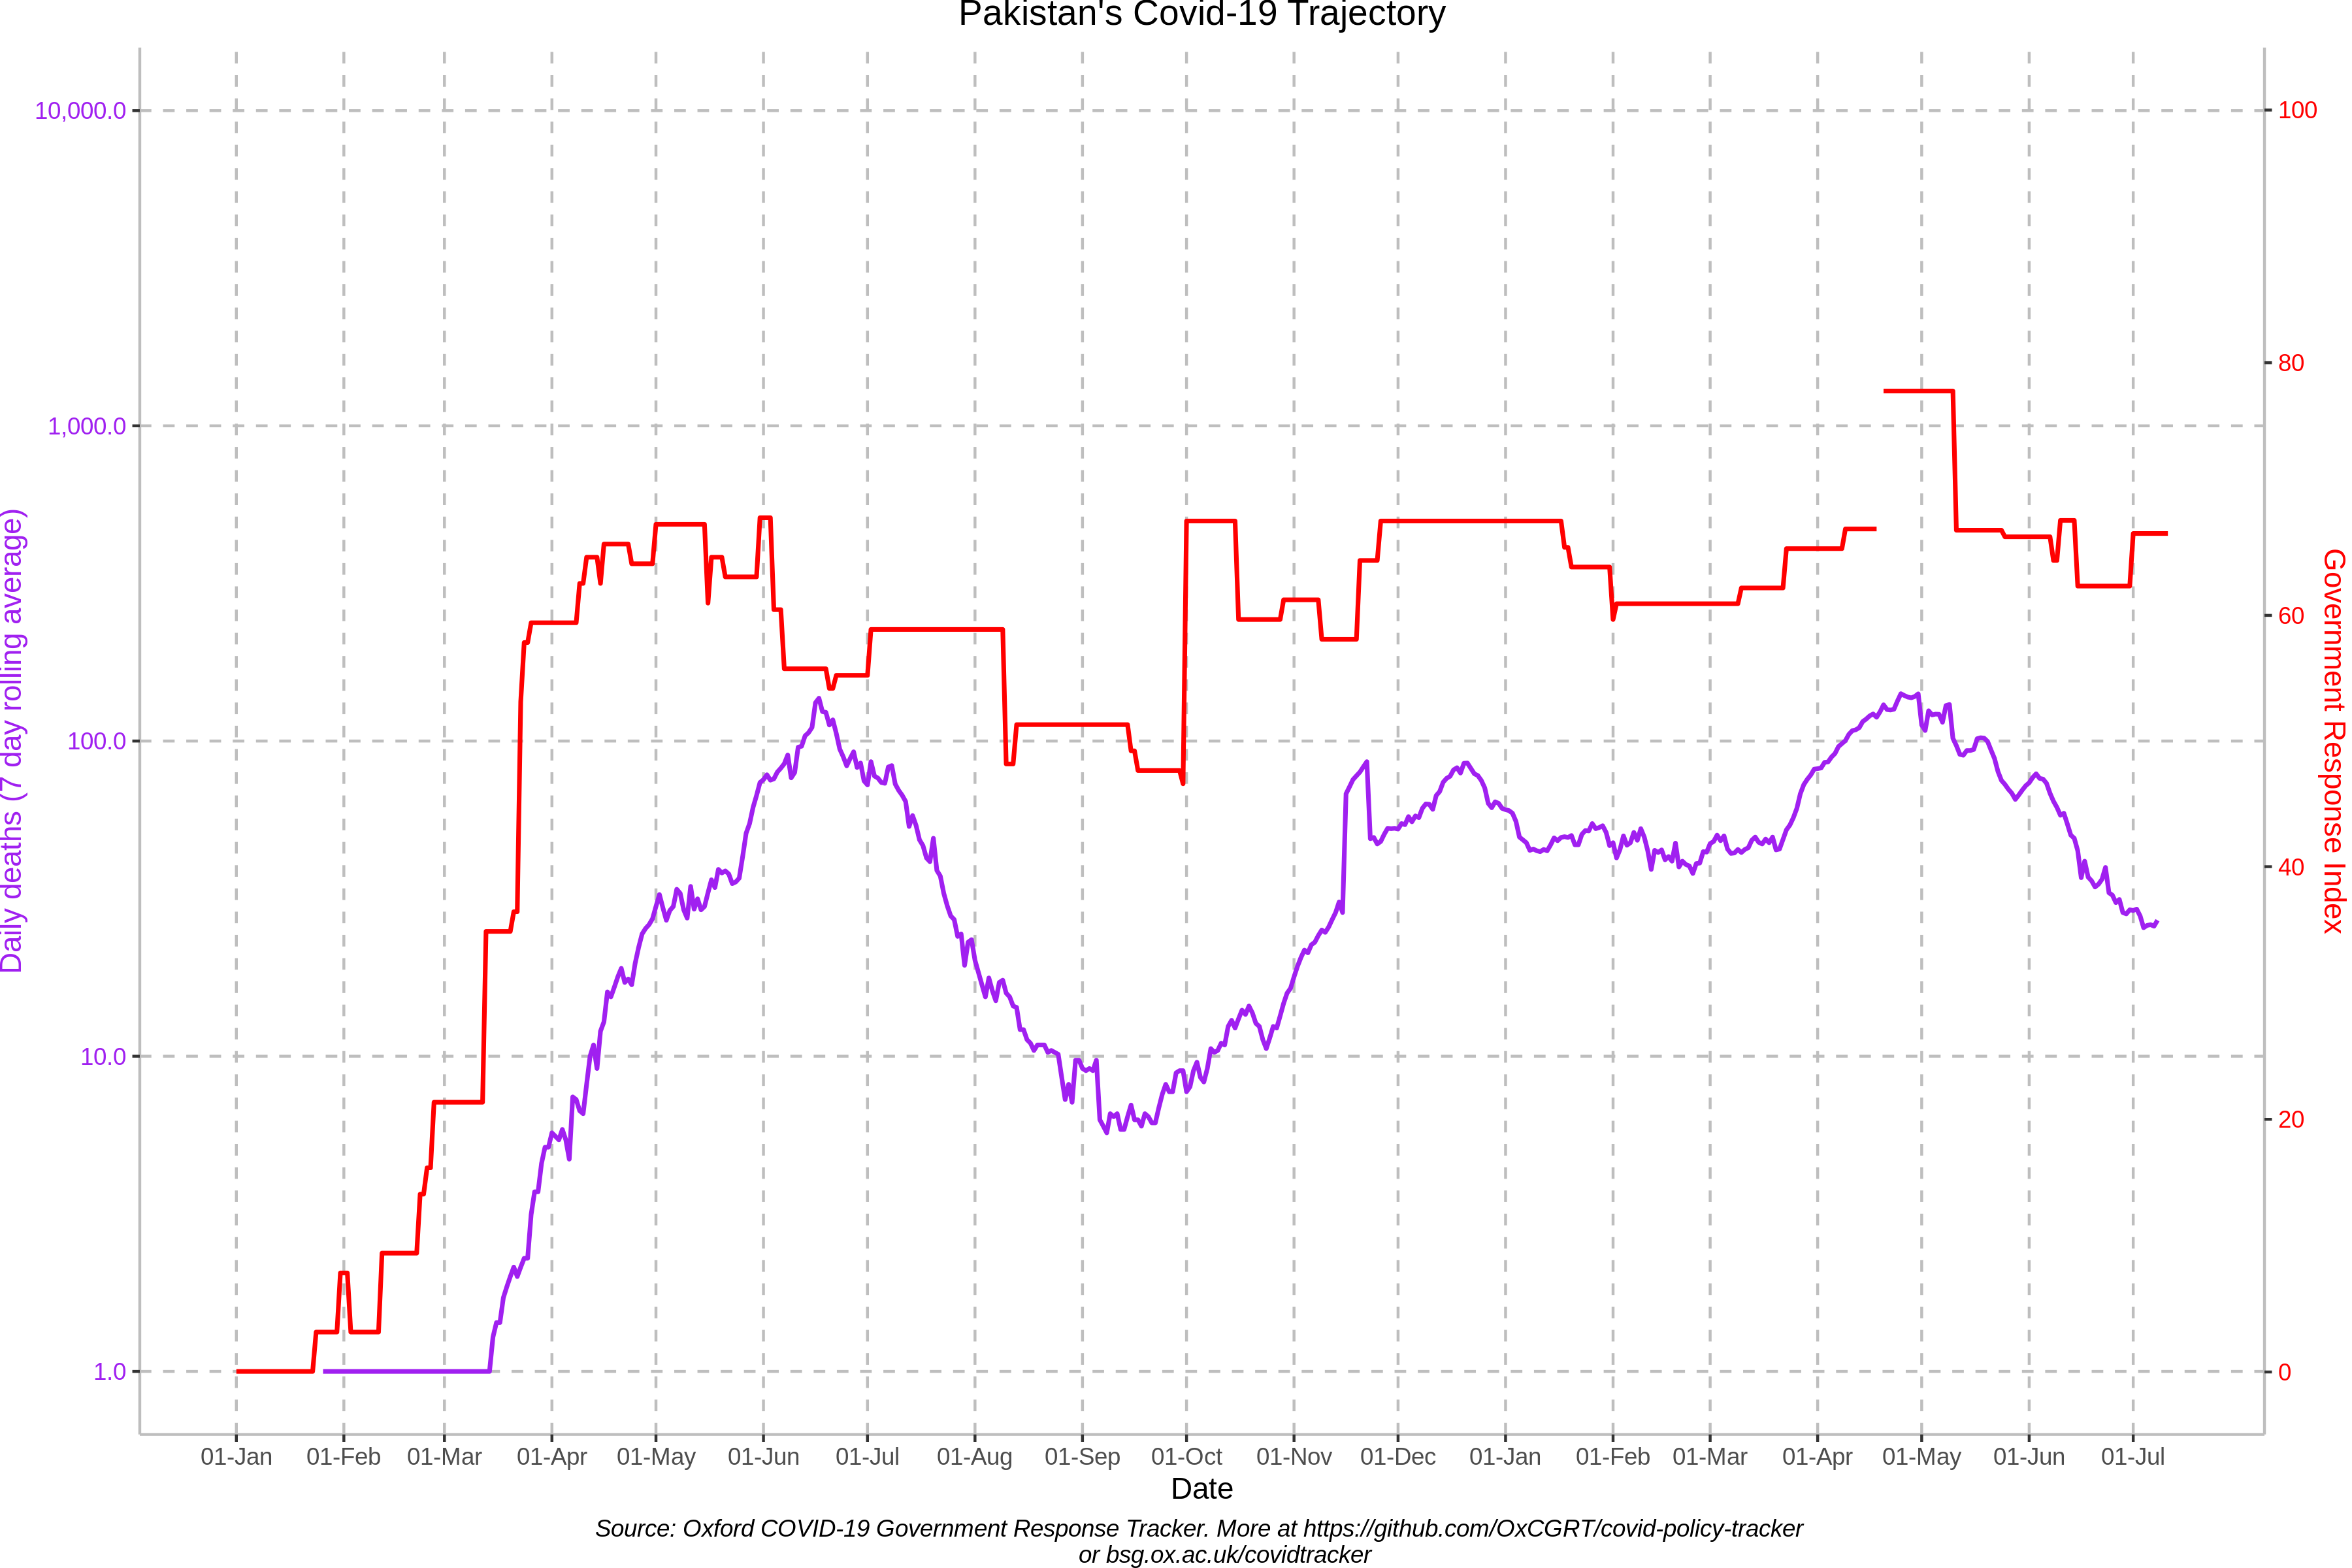 Pakistan's Covid-19 Trajectory
10,000.0
1,000.0
100.0
10.0
1.0
Daily deaths (7 day rolling average)
100
80
60
40
20
0
Government Response Index
01-Jan 01-Feb 01-Mar 01-Apr 01-May 01-Jun 01-Jul 01-Aug 01-Sep 01-Oct 01-Nov 01-Dec 01-Jan 01-Feb 01-Mar 01-Apr 01-May 01-Jun 01-Jul
Date
Source: Oxford COVID-19 Government Response Tracker. More at https://github.com/OxCGRT/covid-policy-tracker
or bsg.ox.ac.uk/covidtracker